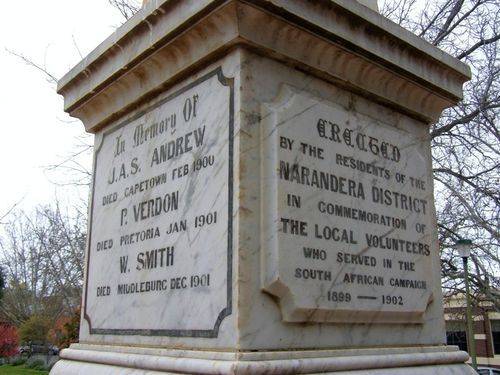 In Memory Of
J.A.S. ANDREW
DIED CAPETOWN FEB 1900
P. VERDON
DIED PRETORIA JAN 1901
W. SMITH
DIED MIDDLEBURG DEC 1901
ERECTED
BY THE RESIDENTS OF THE
NARANDERA DISTRICT
IN COMMEMORATION OF
THE LOCAL VOLUNTEERS
WHO SERVED IN THE
SOUTH AFRICAN CAMPAIGN
1899 — 1902